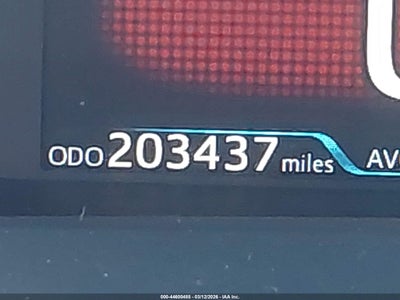 ODO 203437 miles
AV
000-44600485 - 03/12/2026 - IAA Inc.